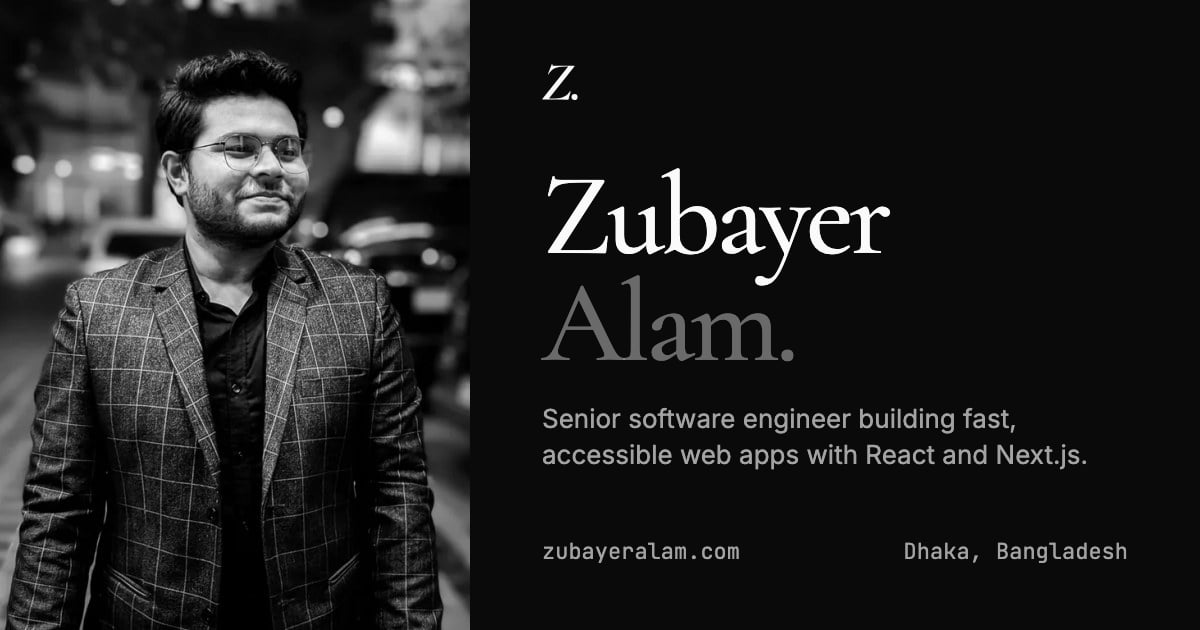 Z.
Zubayer
Alam.
Senior software engineer building fast,
accessible web apps with React and Next.js.
zubayeralam.com
Dhaka, Bangladesh